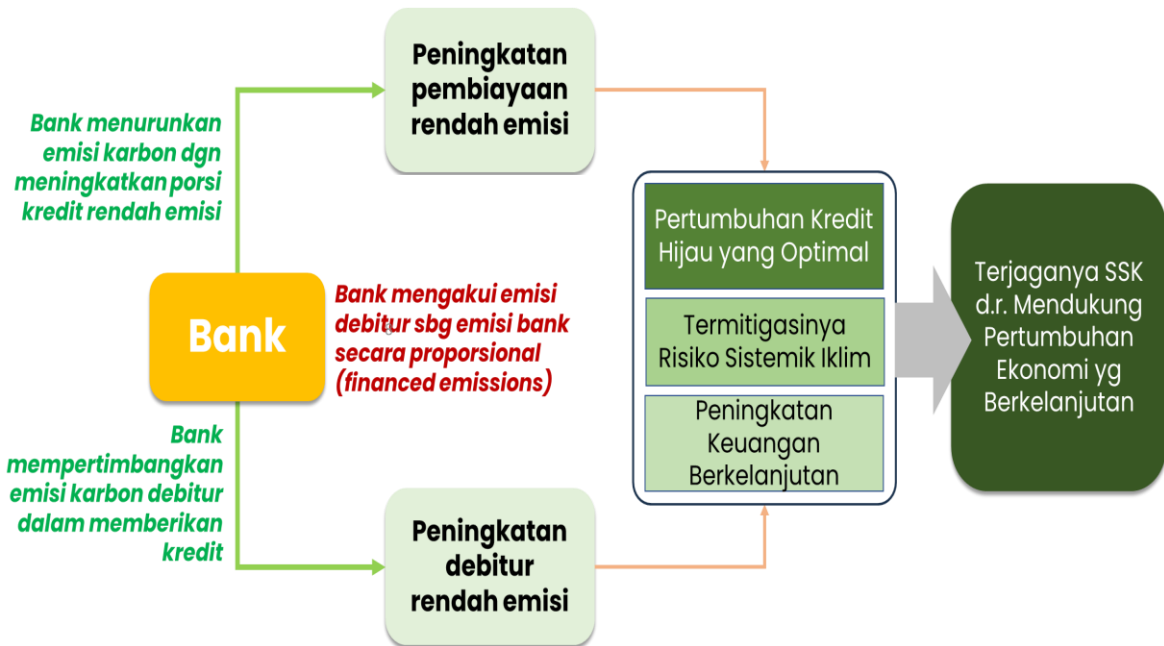 Peningkatan
pembiayaan
rendah emisi
Bank menurunkan
emisi karbon dgn
meningkatkan porsi
kredit rendah emisi
Bank
Bank mengakui emisi
debitur sbg emisi bank
secara proporsional
(financed emissions)
Bank
mempertimbangkan
emisi karbon debitur
dalam memberikan
kredit
Peningkatan
debitur
rendah emisi
Pertumbuhan Kredit
Hijau yang Optimal
Termitigasinya
Risiko Sistemik Iklim
Peningkatan
Keuangan
Berkelanjutan
Terjaganya SSK
d.r. Mendukung
Pertumbuhan
Ekonomi yg
Berkelanjutan